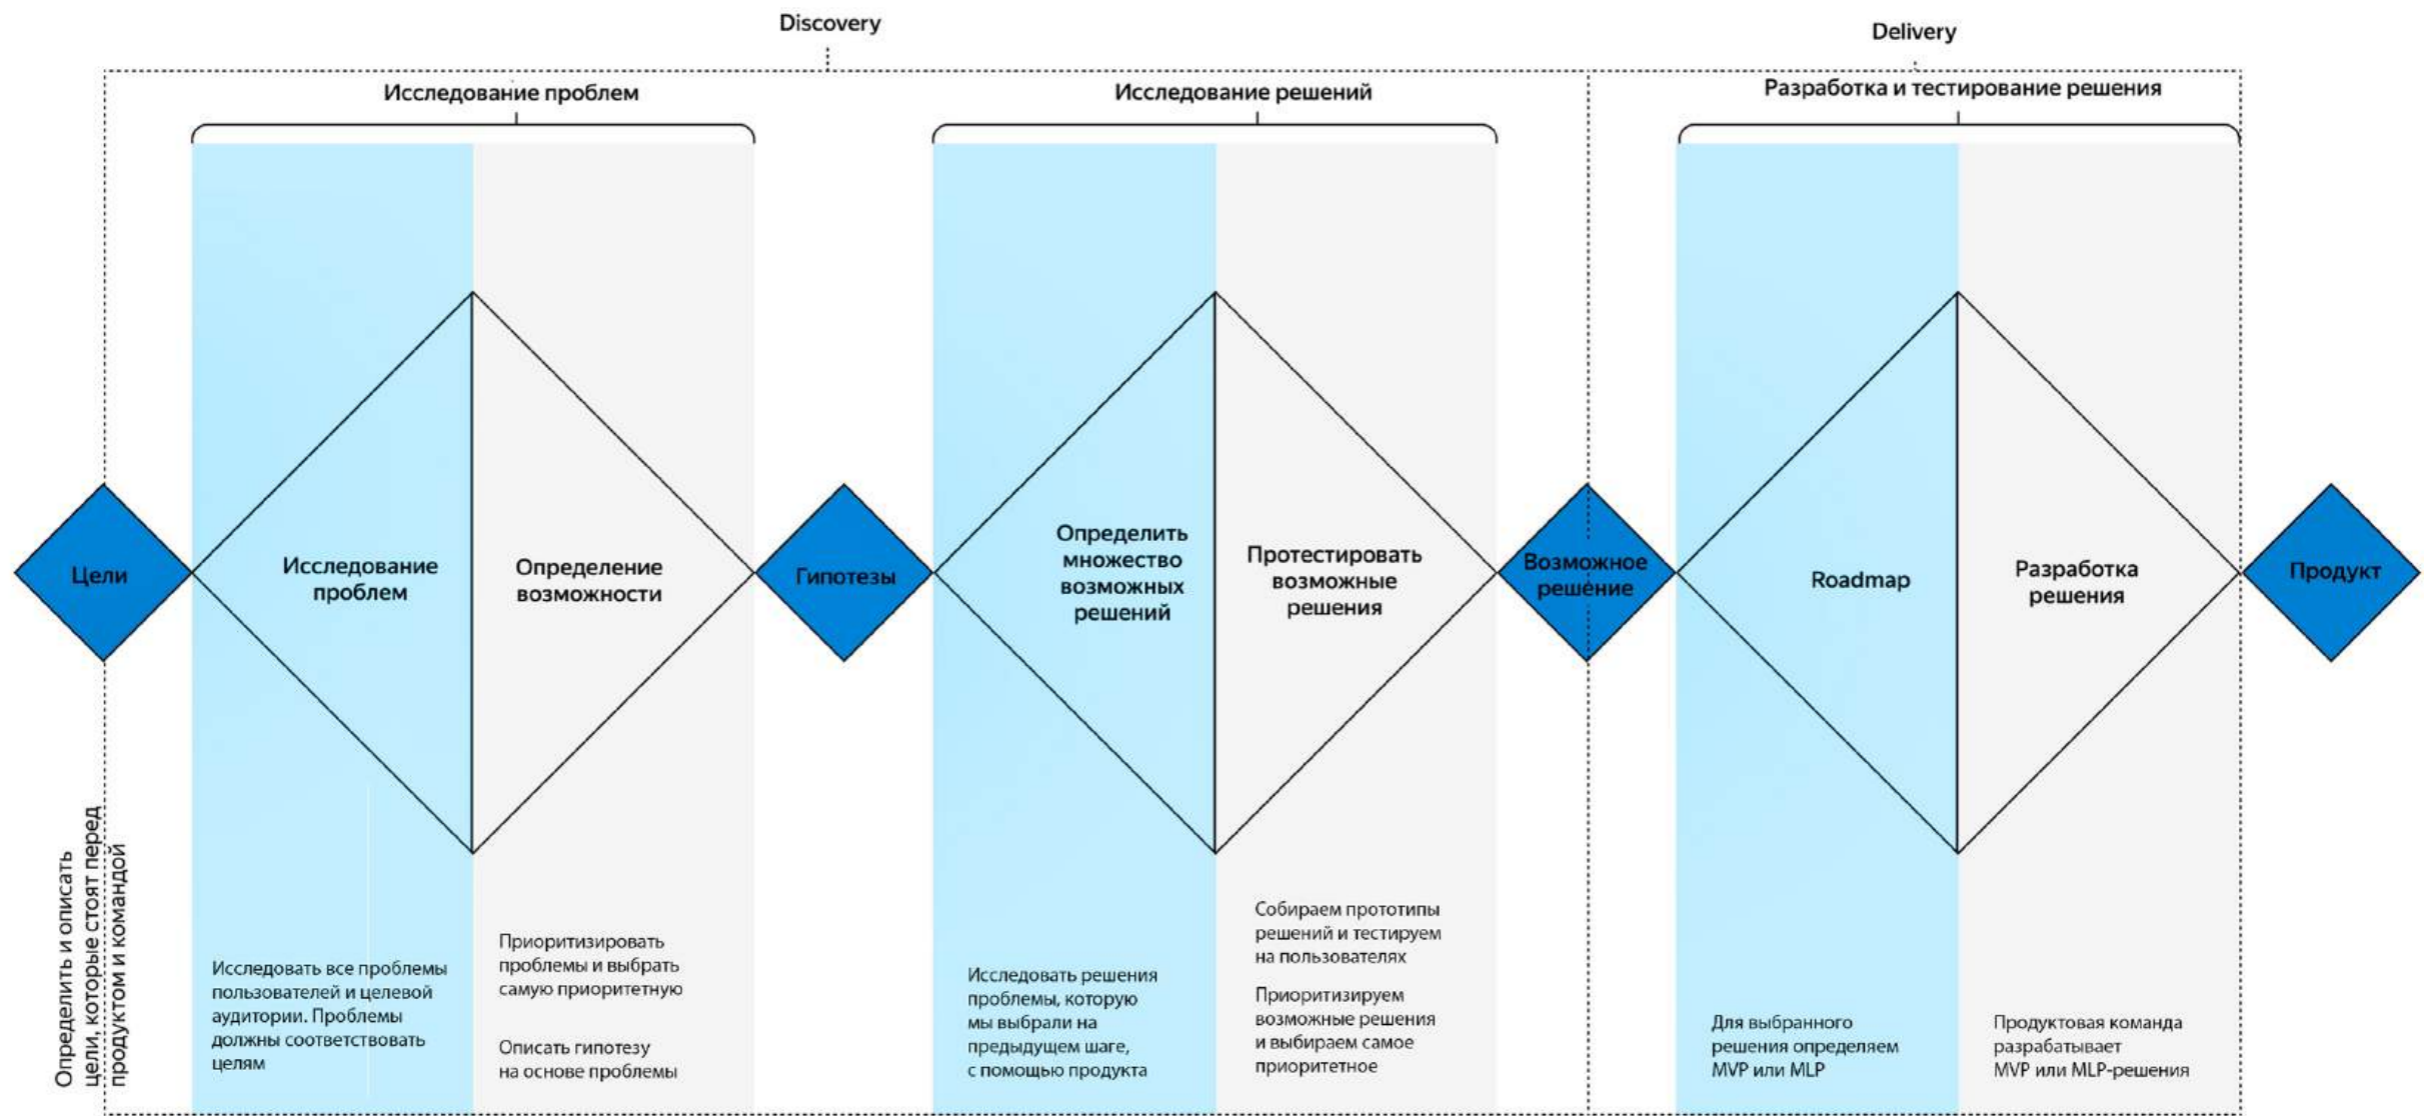 Discovery
Delivery
Исследование проблем
Исследование решений
Разработка и тестирование решения
Цели
Исследование
проблем
Определение
возможности
Гипотезы
Определить
множество
возможных
решений
Протестировать
возможные
решения
Возможное
решение
Roadmap
Разработка
решения
Продукт
Определить и описать
цели, которые стоят перед
продуктом и командой
Исследовать все проблемы
пользователей и целевой
аудитории. Проблемы
должны соответствовать
целям
Приоритизировать
проблемы и выбрать
самую приоритетную
Описать гипотезу
на основе проблемы
Исследовать решения
проблемы, которую
мы выбрали на
предыдущем шаге,
с помощью продукта
Собираем прототипы
решений и тестируем
на пользователях
Приоритизируем
возможные решения
и выбираем самое
приоритетное
Для выбранного
решения определяем
MVP или MLP
Продуктовая команда
разрабатывает
MVP или MLP-решения